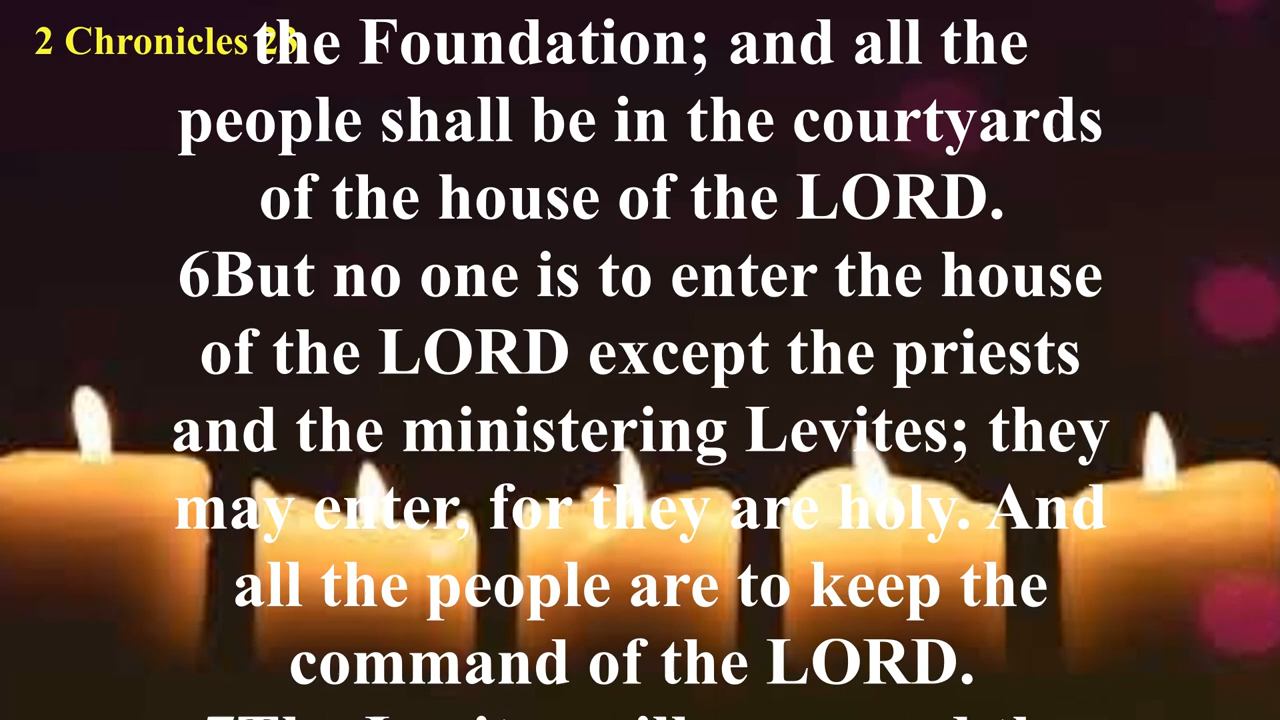 2 Chronicles 23
the Foundation; and all the
people shall be in the courtyards
of the house of the LORD.
6But no one is to enter the house
of the LORD except the priests
and the ministering Levites; they
may enter, for they are holy. And
all the people are to keep the
command of the LORD.